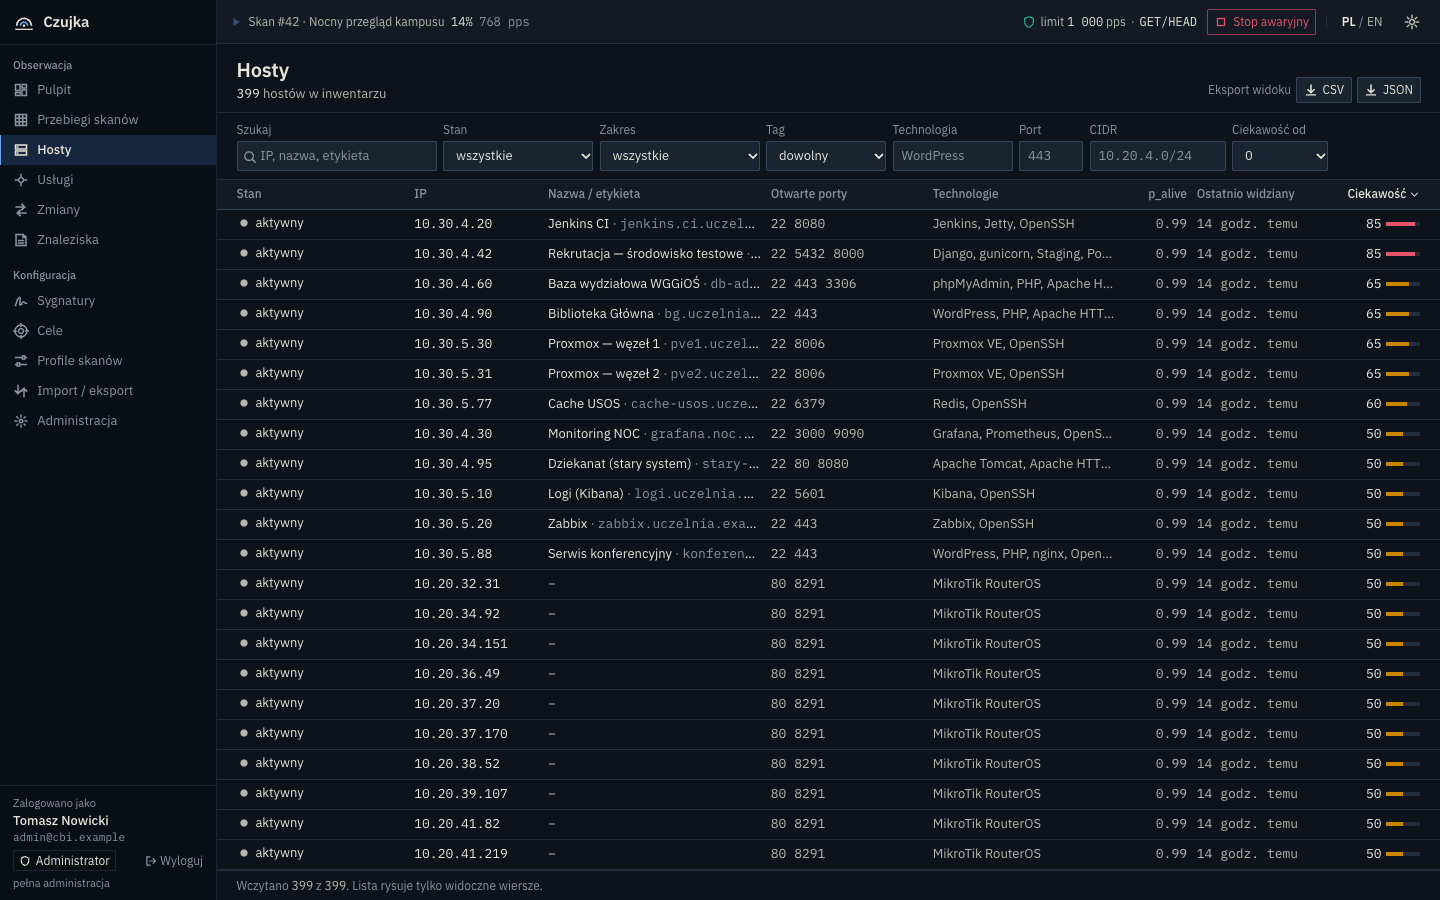 Czujka
Skan #42 · Nocny przegląd kampusu 14% 768 pps
limit 1 000 pps · GET/HEAD
Stop awaryjny
PL / EN
Obserwacja
Pulpit
Przebiegi skanów
Hosty
Usługi
Zmiany
Znaleziska
Konfiguracja
Sygnatury
Cele
Profile skanów
Import / eksport
Administracja
Zalogowano jako
Tomasz Nowicki
admin@cbi.example
Administrator
Wyloguj
pełna administracja
Hosty
399 hostów w inwentarzu
Eksport widoku CSV JSON
Szukaj Stan Zakres Tag Technologia Port CIDR Ciekawość od
IP, nazwa, etykieta wszystkie wszystkie dowolny WordPress 443 10.20.4.0/24 0
Stan IP Nazwa / etykieta Otwarte porty Technologie p_alive Ostatnio widziany Ciekawość
aktywny 10.30.4.20 Jenkins CI · jenkins.ci.uczel... 22 8080 Jenkins, Jetty, OpenSSH 0.99 14 godz. temu 85
aktywny 10.30.4.42 Rekrutacja — środowisko testowe ·... 22 5432 8000 Django, gunicorn, Staging, Po... 0.99 14 godz. temu 85
aktywny 10.30.4.60 Baza wydziałowa WGGiOŚ · db-ad... 22 443 3306 phpMyAdmin, PHP, Apache H... 0.99 14 godz. temu 65
aktywny 10.30.4.90 Biblioteka Główna · bg.uczelnia... 22 443 WordPress, PHP, Apache HTT... 0.99 14 godz. temu 65
aktywny 10.30.5.30 Proxmox — węzeł 1 · pve1.uczel... 22 8006 Proxmox VE, OpenSSH 0.99 14 godz. temu 65
aktywny 10.30.5.31 Proxmox — węzeł 2 · pve2.uczel... 22 8006 Proxmox VE, OpenSSH 0.99 14 godz. temu 65
aktywny 10.30.5.77 Cache USOS · cache-usos.ucze... 22 6379 Redis, OpenSSH 0.99 14 godz. temu 60
aktywny 10.30.4.30 Monitoring NOC · grafana.noc.... 22 3000 9090 Grafana, Prometheus, OpenS... 0.99 14 godz. temu 50
aktywny 10.30.4.95 Dziekanat (stary system) · stary-... 22 80 8080 Apache Tomcat, Apache HTT... 0.99 14 godz. temu 50
aktywny 10.30.5.10 Logi (Kibana) · logi.uczelnia.... 22 5601 Kibana, OpenSSH 0.99 14 godz. temu 50
aktywny 10.30.5.20 Zabbix · zabbix.uczelnia.exa... 22 443 Zabbix, OpenSSH 0.99 14 godz. temu 50
aktywny 10.30.5.88 Serwis konferencyjny · konferen... 22 443 WordPress, PHP, nginx, Open... 0.99 14 godz. temu 50
aktywny 10.20.32.31 – 80 8291 MikroTik RouterOS 0.99 14 godz. temu 50
aktywny 10.20.34.92 – 80 8291 MikroTik RouterOS 0.99 14 godz. temu 50
aktywny 10.20.34.151 – 80 8291 MikroTik RouterOS 0.99 14 godz. temu 50
aktywny 10.20.36.49 – 80 8291 MikroTik RouterOS 0.99 14 godz. temu 50
aktywny 10.20.37.20 – 80 8291 MikroTik RouterOS 0.99 14 godz. temu 50
aktywny 10.20.37.170 – 80 8291 MikroTik RouterOS 0.99 14 godz. temu 50
aktywny 10.20.38.52 – 80 8291 MikroTik RouterOS 0.99 14 godz. temu 50
aktywny 10.20.39.107 – 80 8291 MikroTik RouterOS 0.99 14 godz. temu 50
aktywny 10.20.41.82 – 80 8291 MikroTik RouterOS 0.99 14 godz. temu 50
aktywny 10.20.41.219 – 80 8291 MikroTik RouterOS 0.99 14 godz. temu 50
Wczytano 399 z 399. Lista rysuje tylko widoczne wiersze.